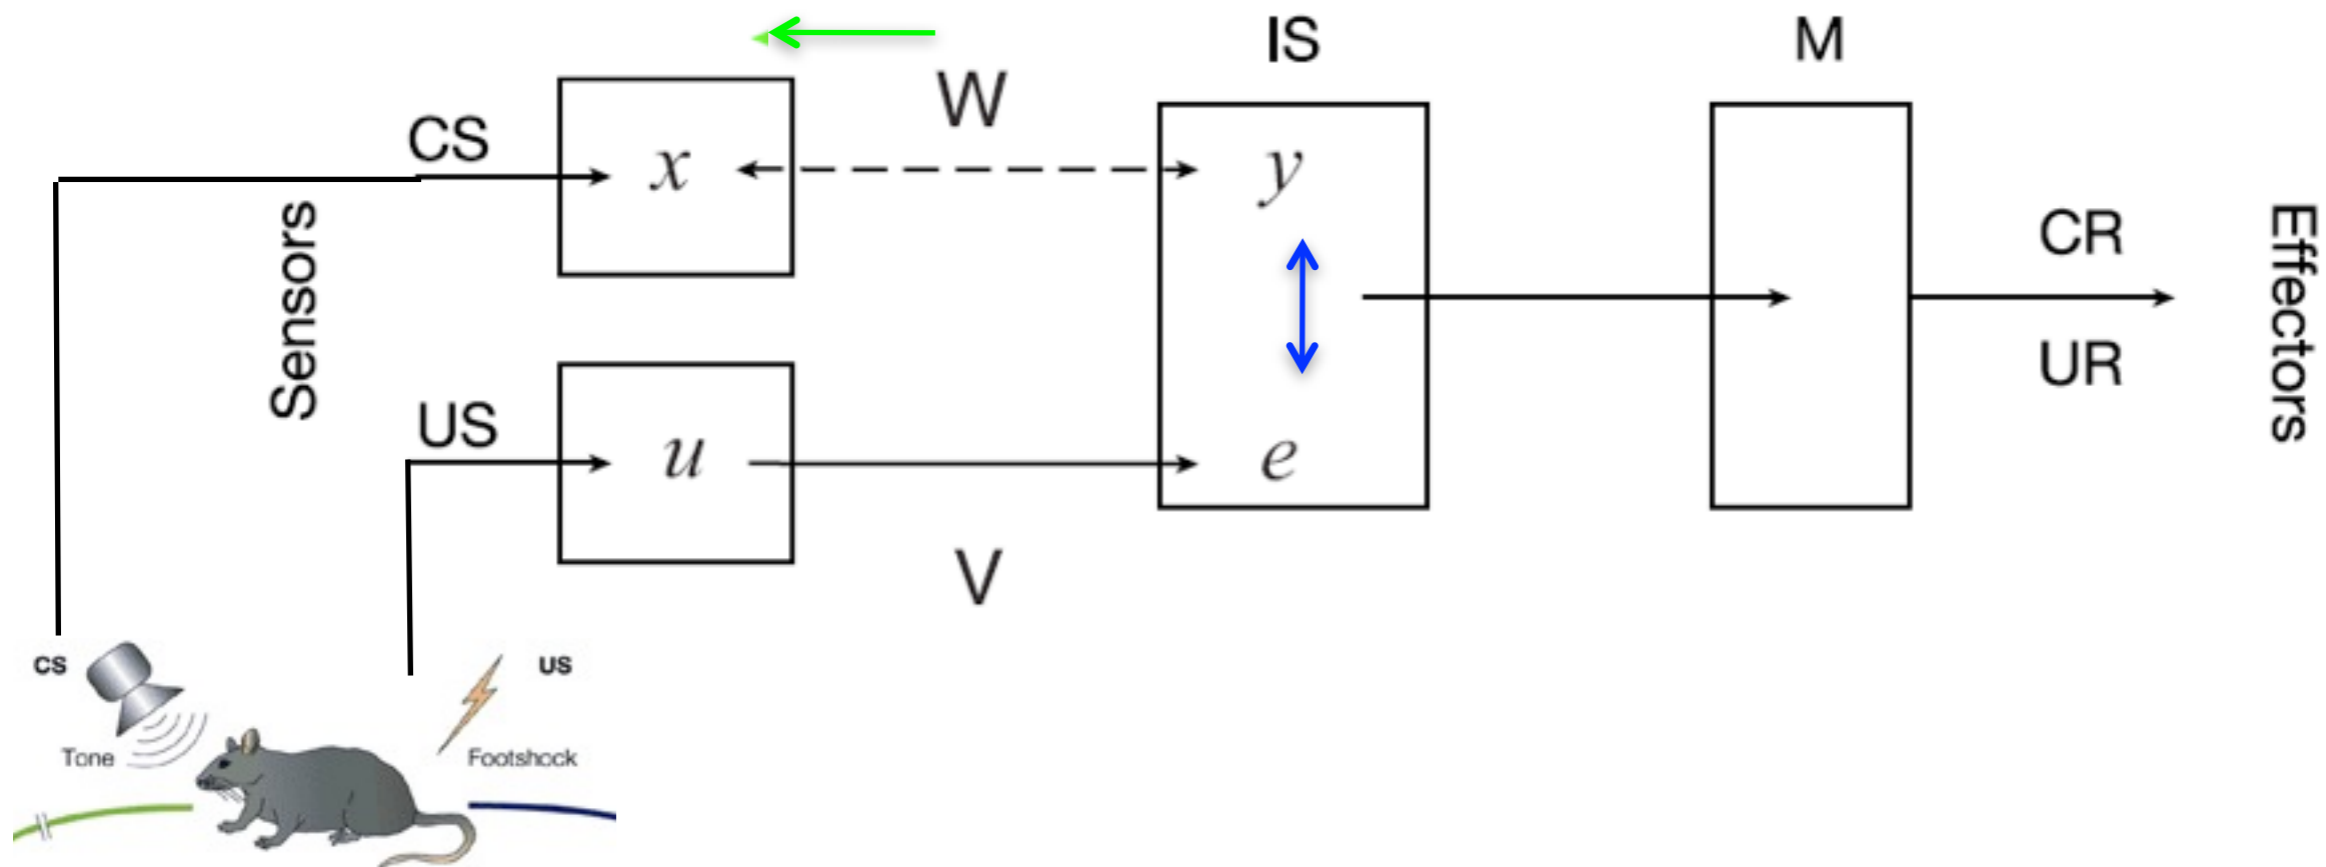 IS
M
W
CS
x
y
CR
Sensors
Effectors
UR
US
u
e
V
CS
US
Tone
Footshock